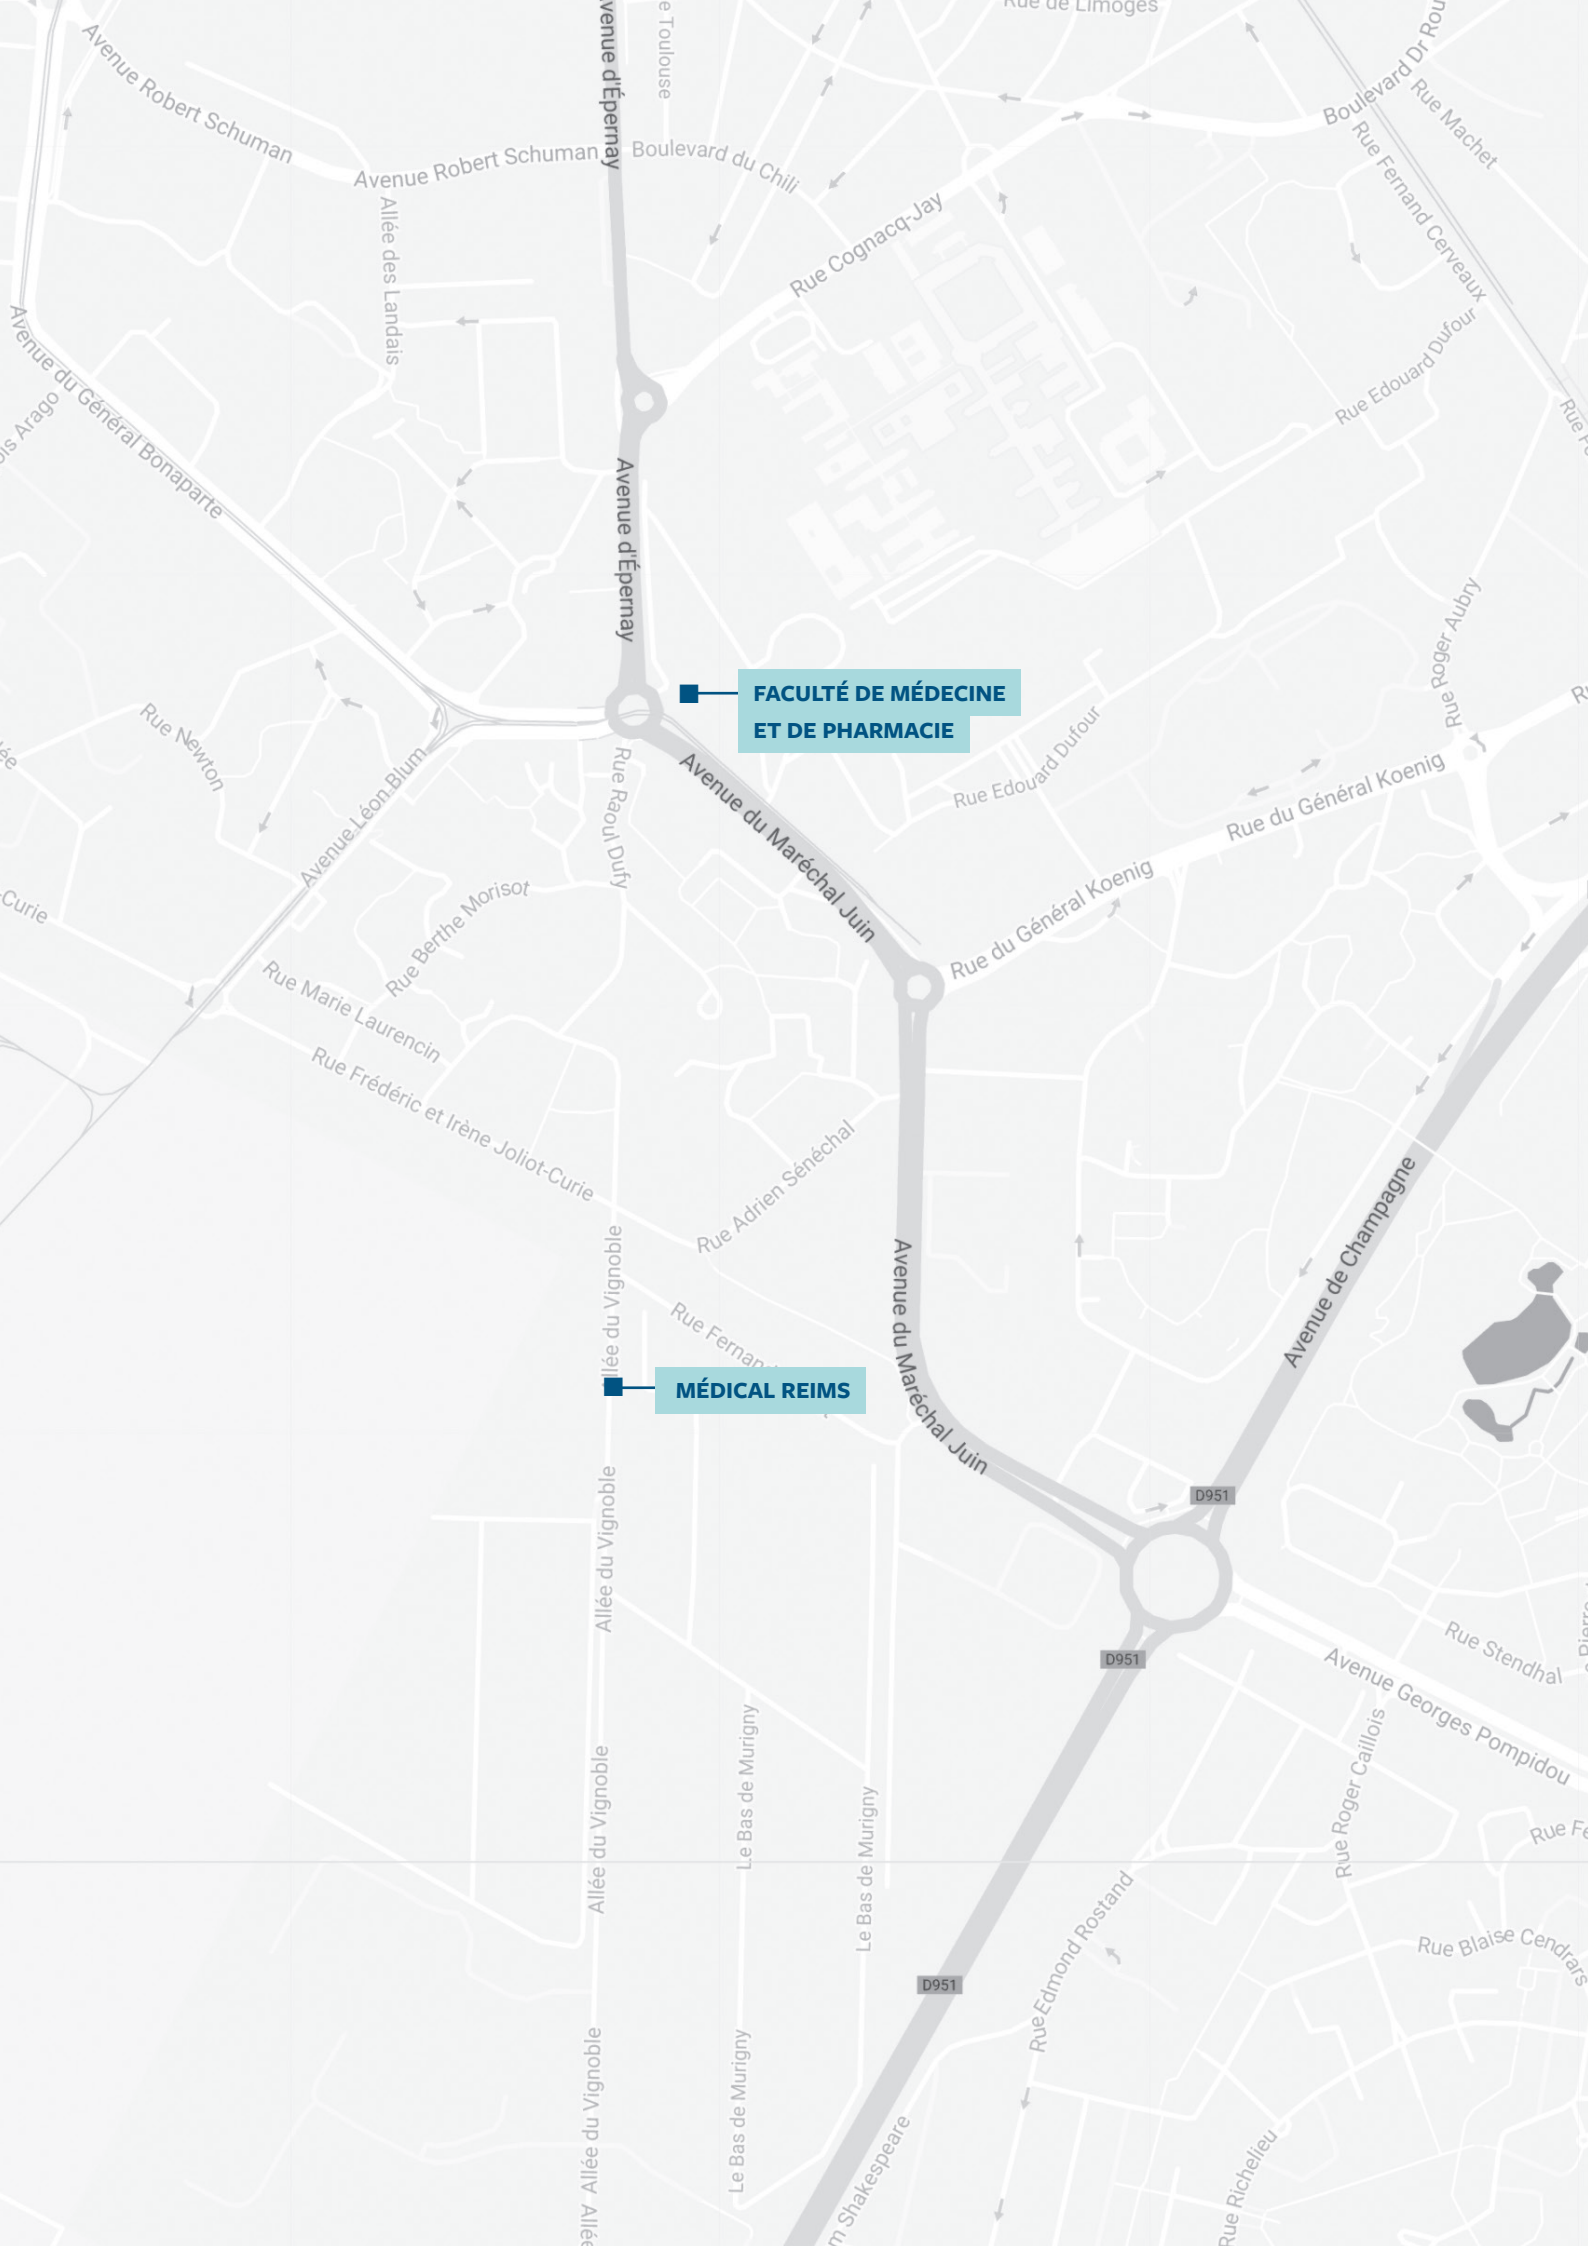 Rue de Limoges
Avenue d'Épernay
e Toulouse
Boulevard Dr Rou
Avenue Robert Schuman
Rue Machet
Avenue Robert Schuman
Boulevard du Chili
Rue Fernand Cerveaux
Allée des Landais
Rue Cognacq-Jay
Avenue du Général Bonaparte
Rue Edouard Dufour
ois Arago
Avenue d'Épernay
Rue Roger Aubry
FACULTÉ DE MÉDECINE
ET DE PHARMACIE
Rue Newton
Avenue Léon Blum
Rue Raoul Dufy
Avenue du Maréchal Juin
Rue Edouard Dufour
Rue du Général Koenig
-Curie
Rue Berthe Morisot
Rue du Général Koenig
Rue Marie Laurencin
Rue Frédéric et Irène Joliot-Curie
Rue Adrien Sénéchal
Avenue de Champagne
Allée du Vignoble
Avenue du Maréchal Juin
Rue Fernan
MÉDICAL REIMS
D951
Allée du Vignoble
D951
Rue Stendhal
Avenue Georges Pompidou
Le Bas de Murigny
Allée du Vignoble
Rue Roger Caillois
Le Bas de Murigny
Rue Fe
Rue Edmond Rostand
Rue Blaise Cendrars
D951
Le Bas de Murigny
Allée du Vignoble
m Shakespeare
Rue Richelieu
Allée